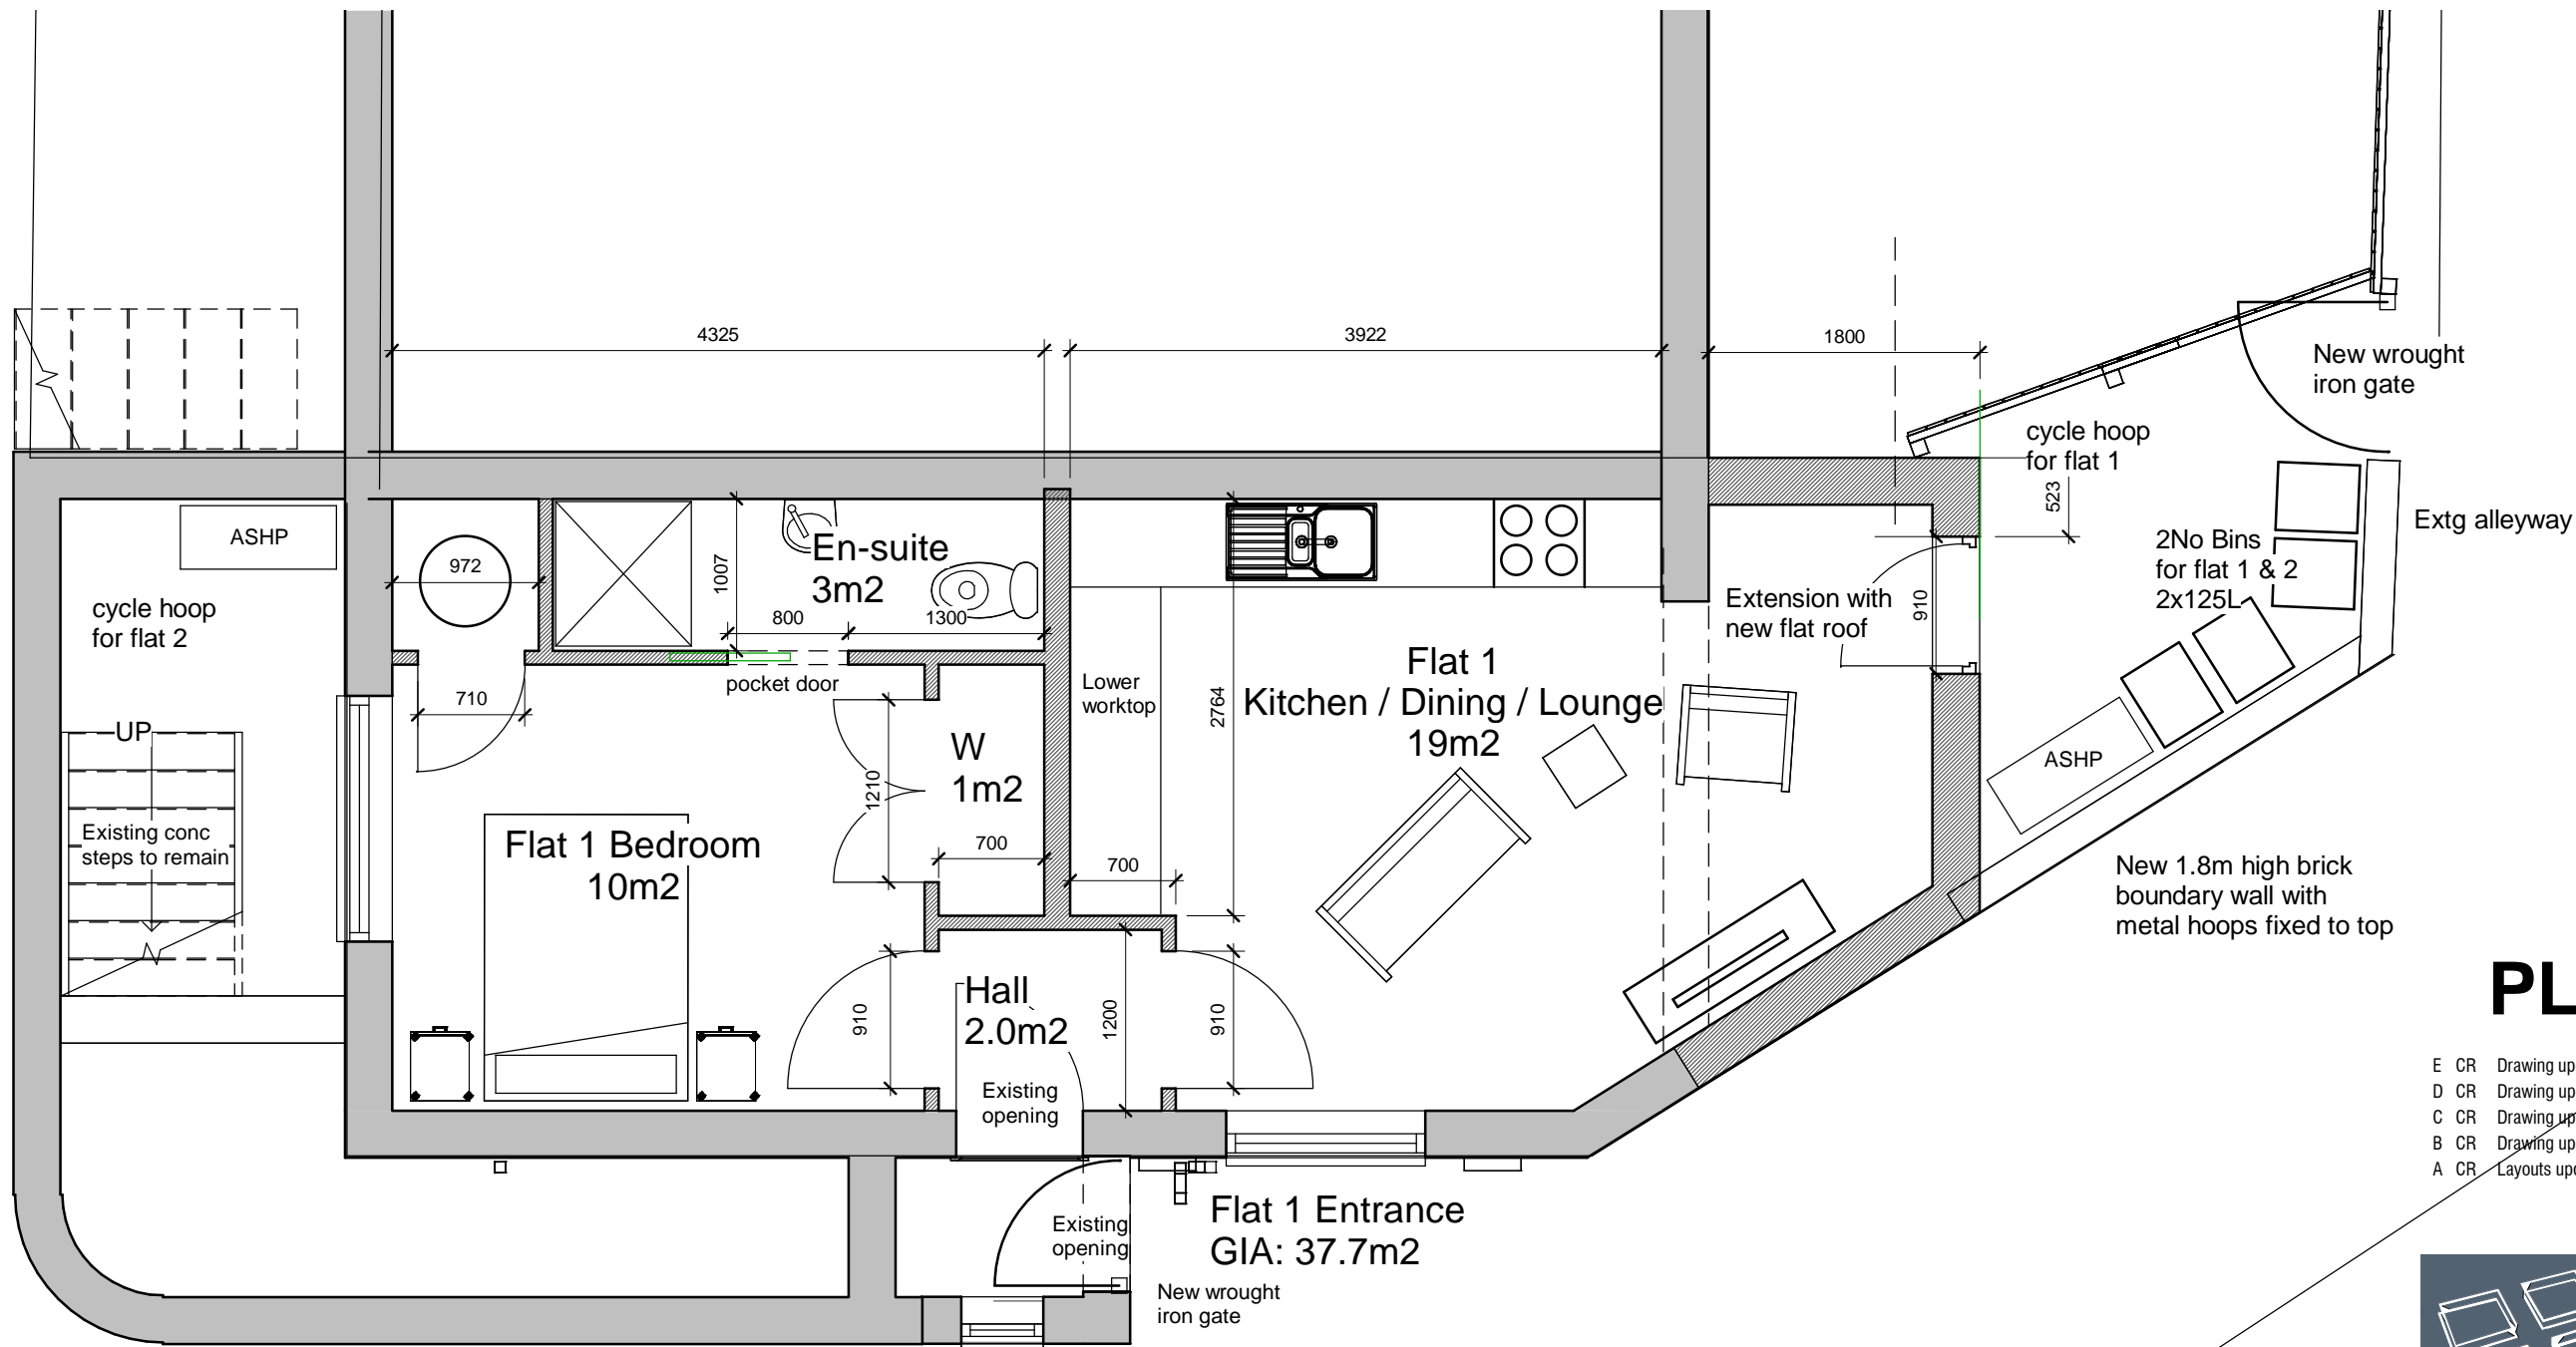 4325
3922
1800
New wrought
iron gate
cycle hoop
for flat 1
523
Extg alleyway
2No Bins
for flat 1 & 2
2x125L
ASHP
972
En-suite
3m2
1007
800
1300
cycle hoop
for flat 2
Extension with
new flat roof
910
pocket door
710
Lower
worktop
2764
Flat 1
Kitchen / Dining / Lounge
19m2
UP
W
1m2
1210
ASHP
Existing conc
steps to remain
Flat 1 Bedroom
10m2
700
700
New 1.8m high brick
boundary wall with
metal hoops fixed to top
Hall
2.0m2
910
1200
910
Existing
opening
PL
E CR Drawing up
D CR Drawing up
C CR Drawing up
B CR Drawing up
A CR Layouts upd
Existing
opening
Flat 1 Entrance
GIA: 37.7m2
New wrought
iron gate